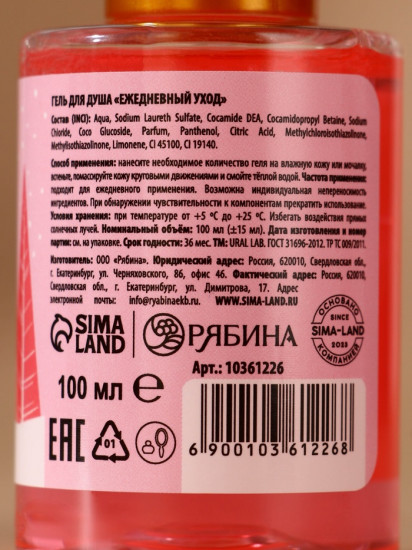 ГЕЛЬ ДЛЯ ДУША «ЕЖЕДНЕВНЫЙ УХОД»
Состав (INCI): Aqua, Sodium Laureth Sulfate, Cocamide DEA, Cocamidopropyl Betaine, Sodium
Chloride, Coco Glucoside, Parfum, Panthenol, Citric Acid, Methylchloroisothiazolinone,
Methylisothiazolinone, Limonene, CI 45100, CI 19140.
Способ применения: нанесите необходимое количество геля на влажную кожу или мочалку,
вспеньте, помассируйте кожу круговыми движениями и смойте тёплой водой. Частота применения:
подходит для ежедневного применения. Возможна индивидуальная непереносимость
ингредиентов. При обнаружении чувствительности к компонентам прекратить использование.
Условия хранения: при температуре от +5 °C до +25 °C. Избегать воздействия прямых
солнечных лучей. Номинальный объем: 100 мл (±15 мл). Дата изготовления и номер
партии: см. на упаковке. Срок годности: 36 мес. ТМ: URAL LAB. ГОСТ 31696-2012. ТР ТС 009/2011.
Изготовитель: ООО «Рябина». Юридический адрес: Россия, 620010, Свердловская обл.,
г. Екатеринбург, ул. Черняховского, 86, офис 46. Фактический адрес: Россия, 620010,
Свердловская обл., г. Екатеринбург, ул. Димитрова, 17. Адрес
электронной почты: info@ryabinaekb.ru WWW.SIMA-LAND.RU
SIMA
LAND
РЯБИНА
ОСНОВАНО
SINCE
SIMA-LAND
2023
КОМПАНИЕЙ
Арт.: 10361226
100 мл e
EAC
01
6 900103 612268